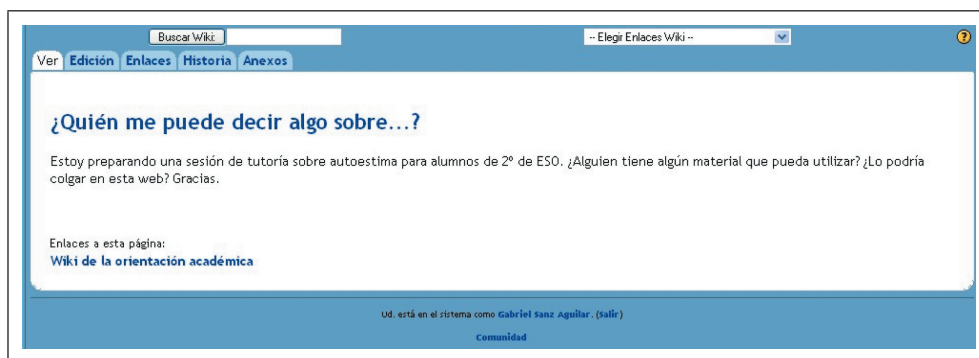 Buscar Wiki: -- Elegir Enlaces Wiki -- ?
Ver Edición Enlaces Historia Anexos
¿Quién me puede decir algo sobre...?
Estoy preparando una sesión de tutoría sobre autoestima para alumnos de 2º de ESO. ¿Alguien tiene algún material que pueda utilizar? ¿Lo podría
colgar en esta web? Gracias.
Enlaces a esta página:
Wiki de la orientación académica
Ud. está en el sistema como Gabriel Sanz Aguilar. (Salir)
Comunidad